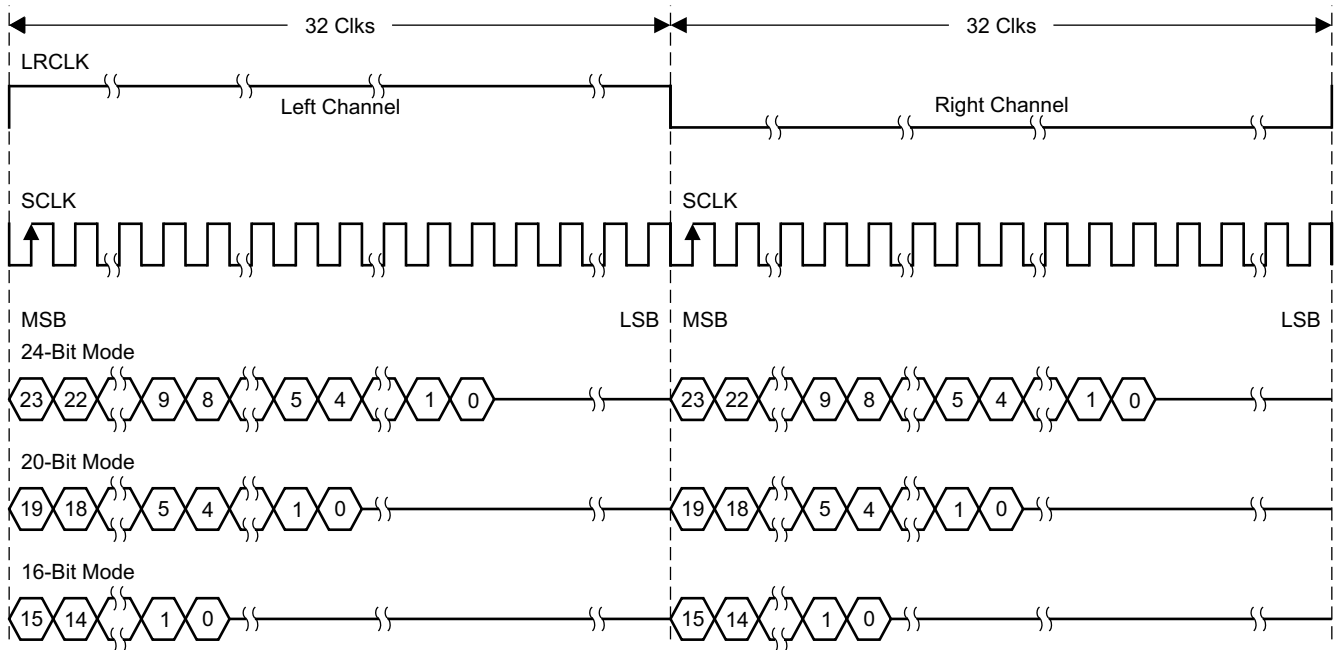 32 Clks 32 Clks
LRCLK
Left Channel Right Channel
SCLK SCLK
MSB LSB MSB LSB
24-Bit Mode
23 22 9 8 5 4 1 0 23 22 9 8 5 4 1 0
20-Bit Mode
19 18 5 4 1 0 19 18 5 4 1 0
16-Bit Mode
15 14 1 0 15 14 1 0